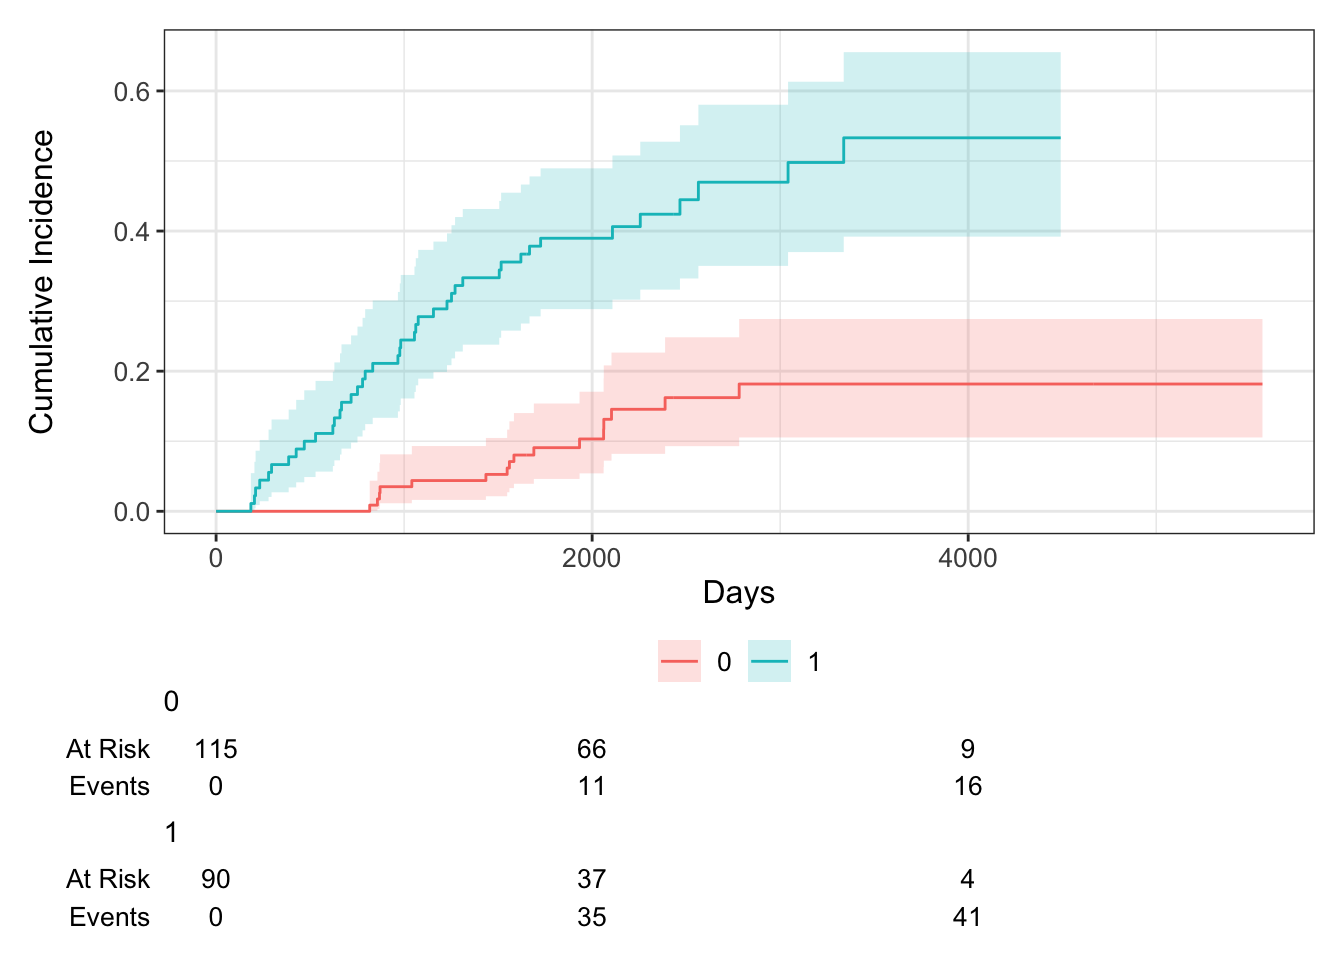 Cumulative Incidence
0.6
0.4
0.2
0.0
0 2000 4000
Days
0 1
0
At Risk 115 66 9
Events 0 11 16
1
At Risk 90 37 4
Events 0 35 41